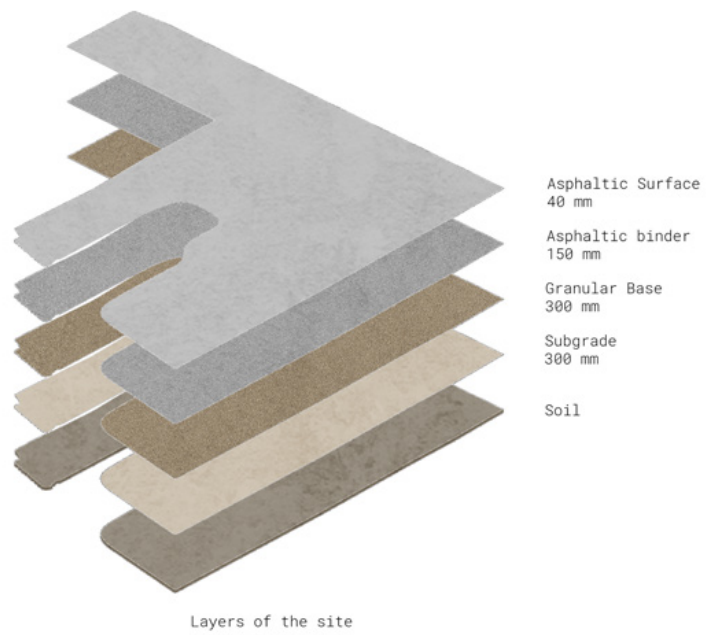 Asphaltic Surface
40 mm
Asphaltic binder
150 mm
Granular Base
300 mm
Subgrade
300 mm
Soil
Layers of the site